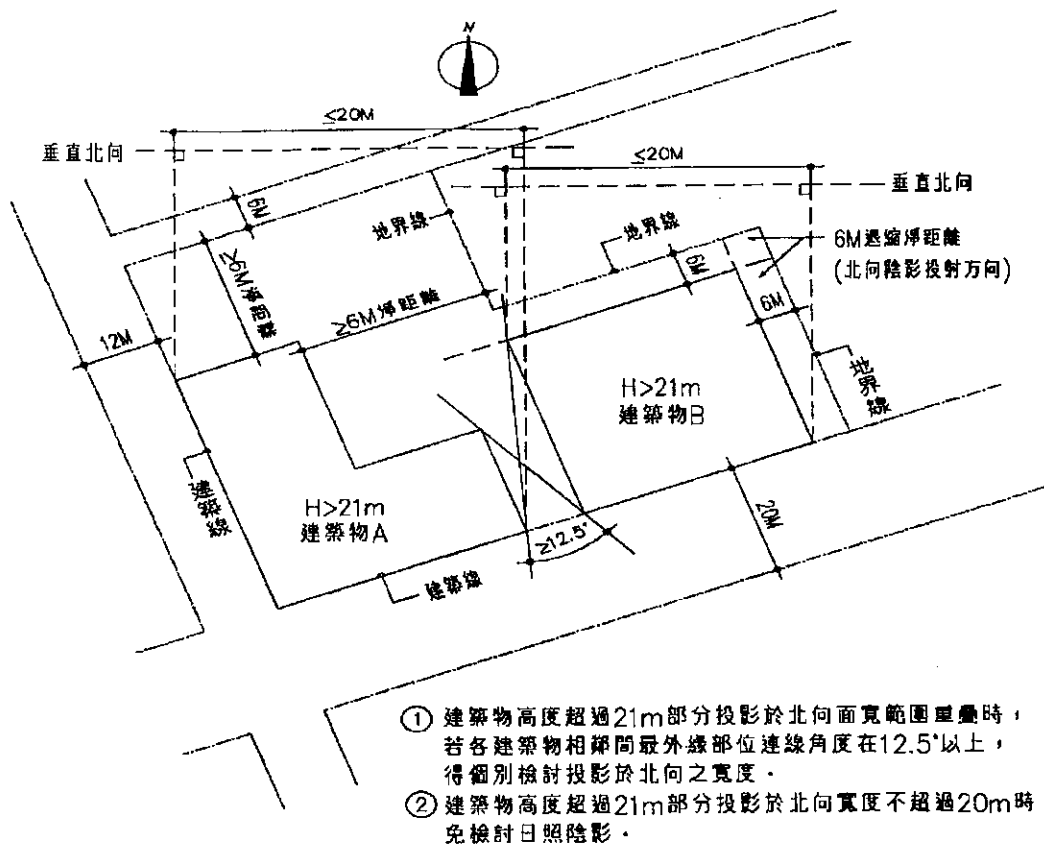 N
≤20M
垂直北向
≤20M
垂直北向
6M
地界線
地界線
6M退縮淨距離
(北向陰影投射方向)
≥6M淨距離
6M
≥6M淨距離
6M
12M
地界線
H>21m
建築物B
建築線
H>21m
建築物A
≥12.5°
20M
建築線
① 建築物高度超過21m部分投影於北向面寬範圍重疊時，
若各建築物相鄰間最外緣部位連線角度在12.5°以上，
得個別檢討投影於北向之寬度。
② 建築物高度超過21m部分投影於北向寬度不超過20m時
免檢討日照陰影。